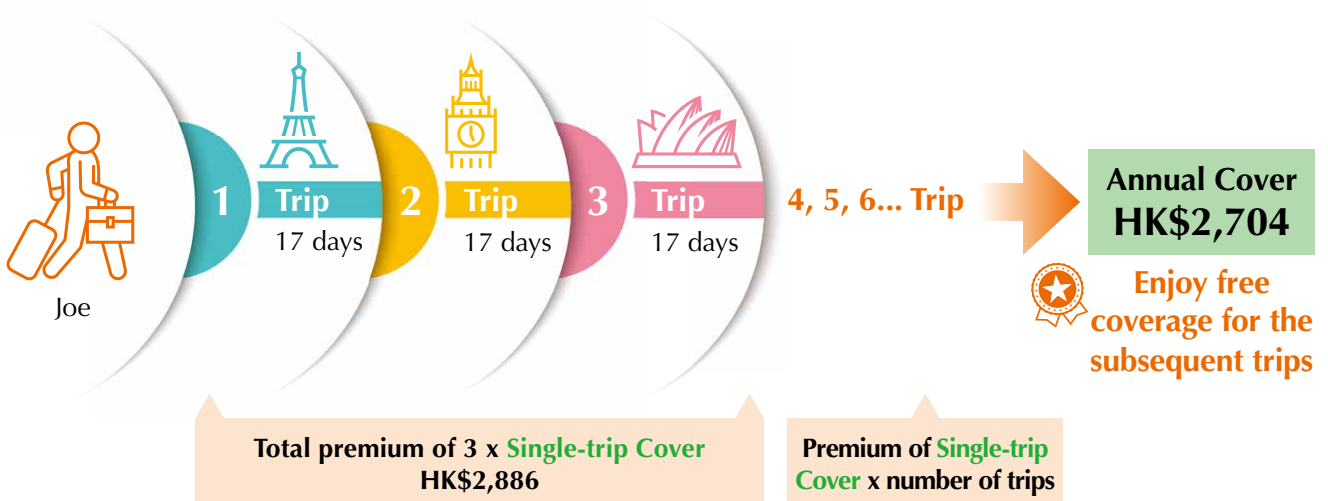 Joe
1
Trip
17 days
2
Trip
17 days
3
Trip
17 days
4, 5, 6... Trip
Annual Cover
HK$2,704
Enjoy free
coverage for the
subsequent trips
Total premium of 3 x Single-trip Cover
HK$2,886
Premium of Single-trip
Cover x number of trips